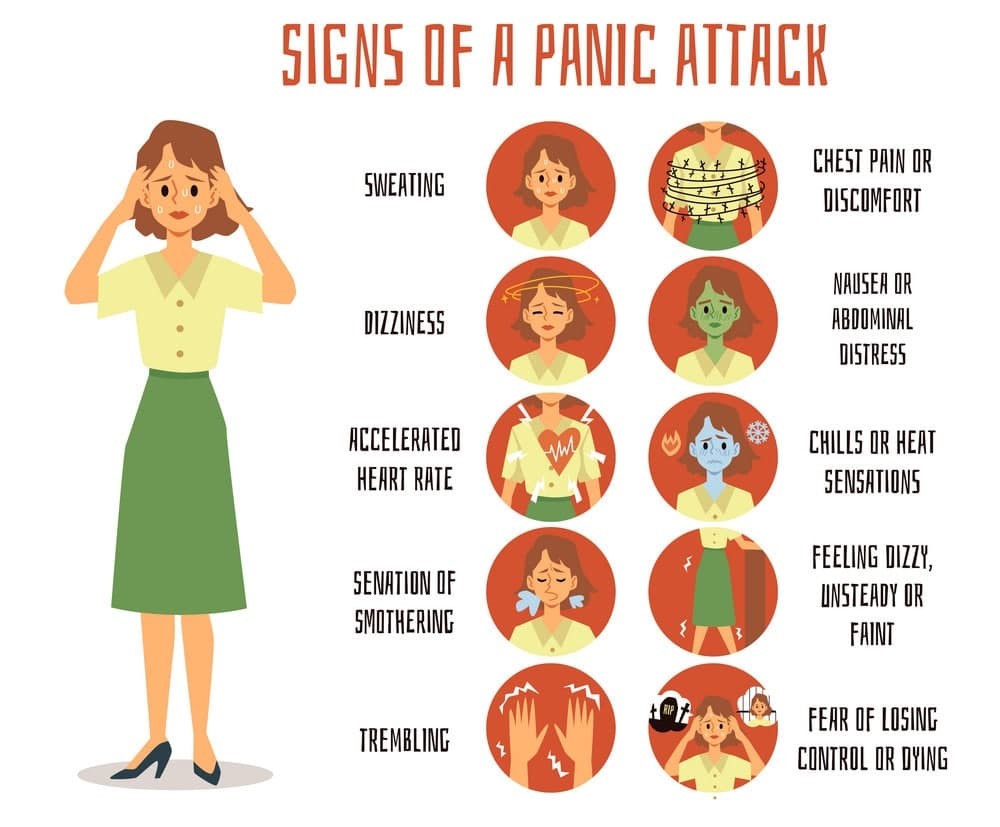 SIGNS OF A PANIC ATTACK
SWEATING
CHEST PAIN OR
DISCOMFORT
DIZZINESS
NAUSEA OR
ABDOMINAL
DISTRESS
ACCELERATED
HEART RATE
CHILLS OR HEAT
SENSATIONS
SENATION OF
SMOTHERING
FEELING DIZZY,
UNSTEADY OR
FAINT
TREMBLING
RIP
FEAR OF LOSING
CONTROL OR DYING